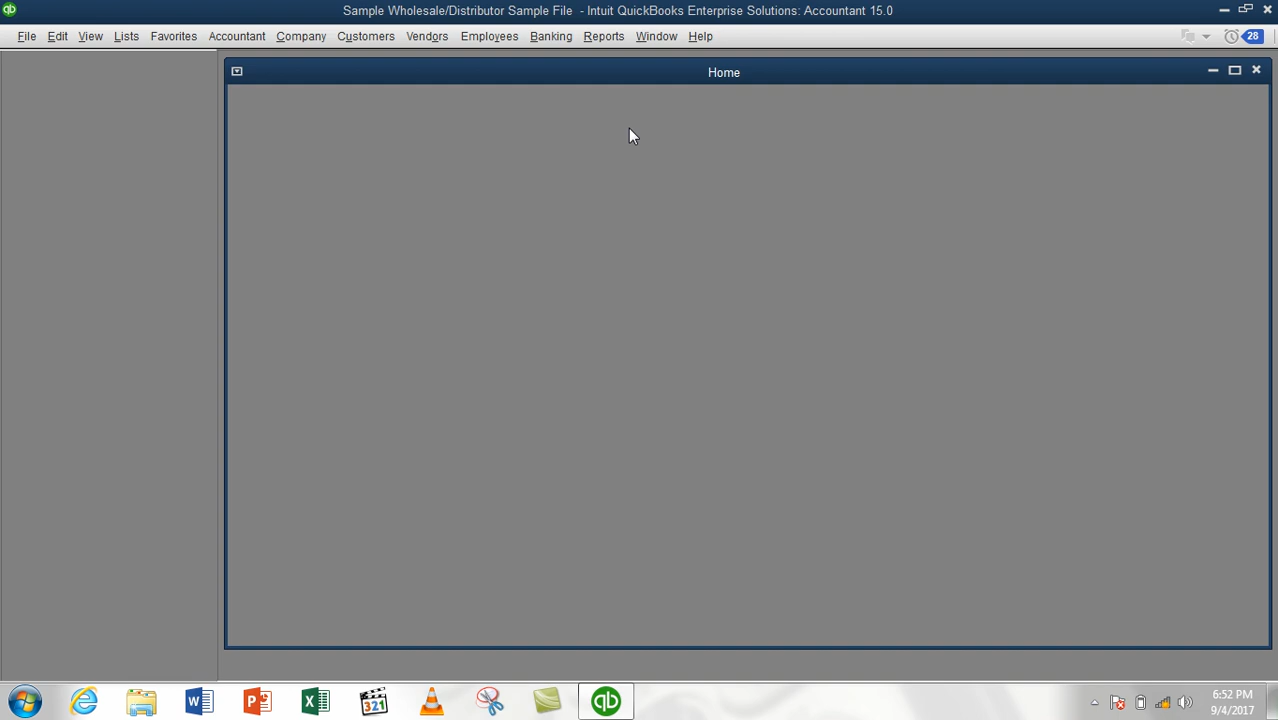 Sample Wholesale/Distributor Sample File - Intuit QuickBooks Enterprise Solutions: Accountant 15.0
File Edit View Lists Favorites Accountant Company Customers Vendors Employees Banking Reports Window Help 28
Home
321
6:52 PM
9/4/2017